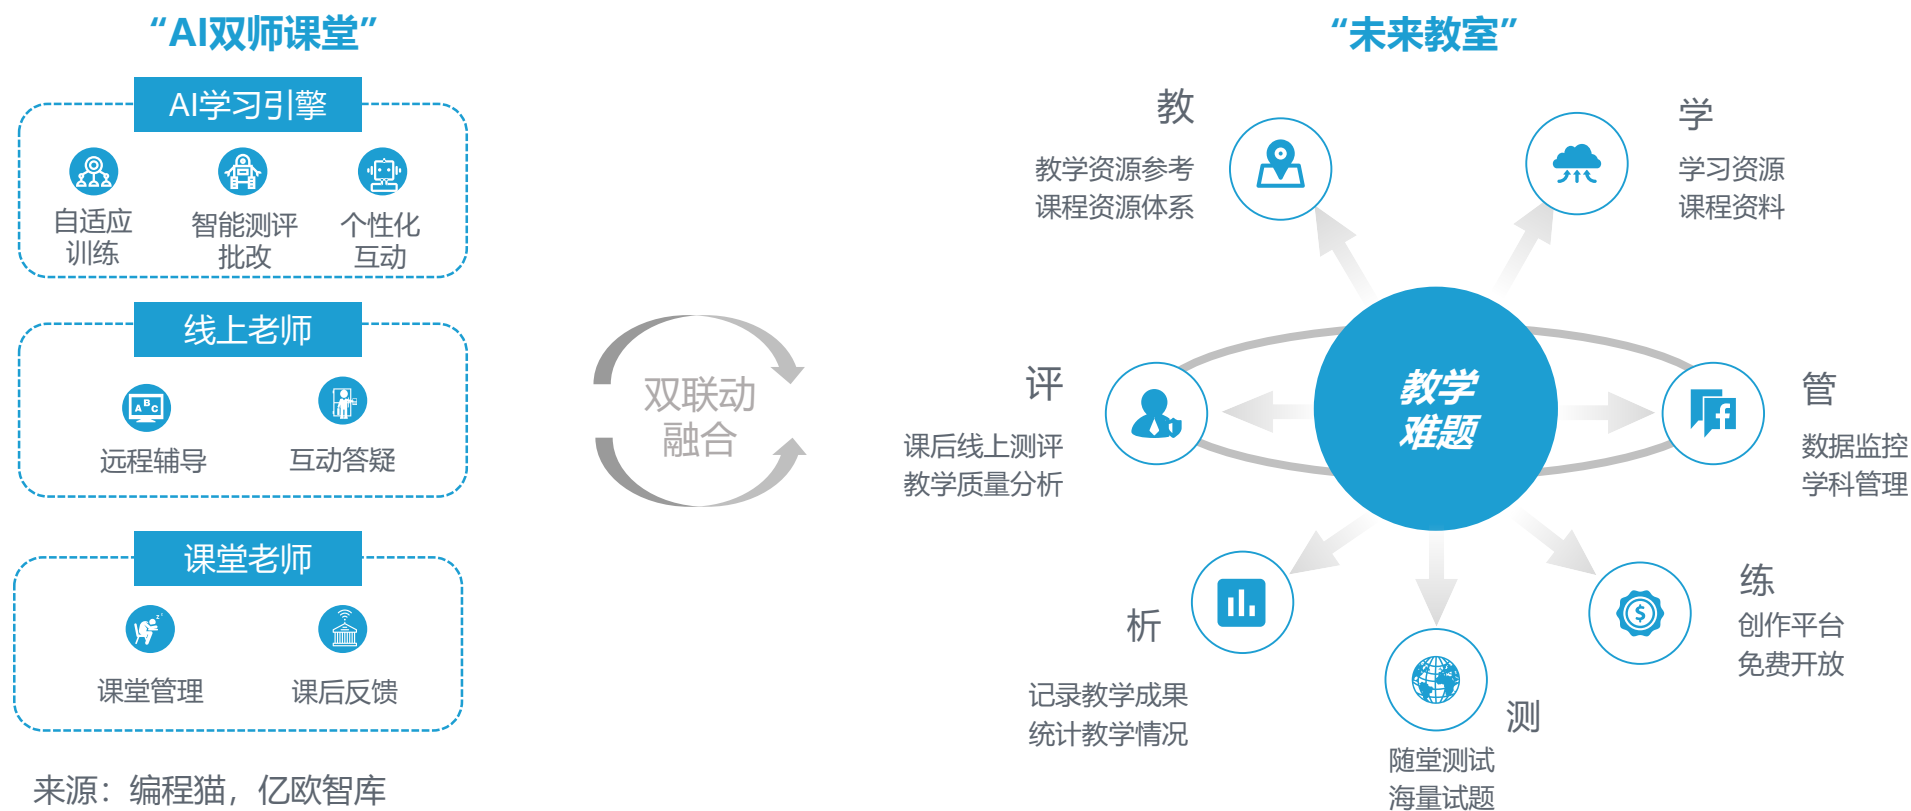 “AI双师课堂”
AI学习引擎
自适应
训练
智能测评
批改
个性化
互动
线上老师
A B C
远程辅导
互动答疑
课堂老师
课堂管理
课后反馈
来源：编程猫，亿欧智库
双联动
融合
“未来教室”
教
教学资源参考
课程资源体系
学
学习资源
课程资料
评
课后线上测评
教学质量分析
教学
难题
管
数据监控
学科管理
析
记录教学成果
统计教学情况
测
随堂测试
海量试题
练
创作平台
免费开放